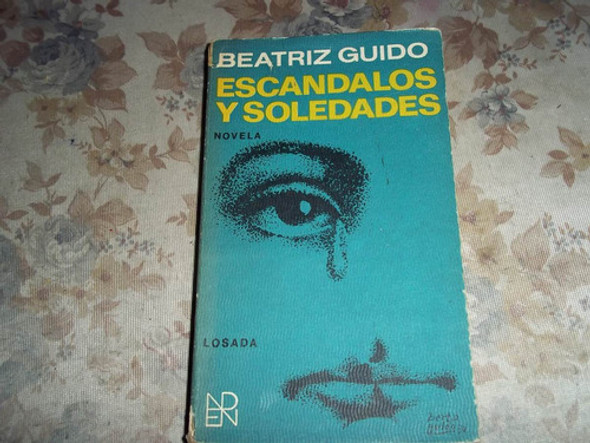 BEATRIZ GUIDO
ESCANDALOS
Y SOLEDADES
NOVELA
LOSADA